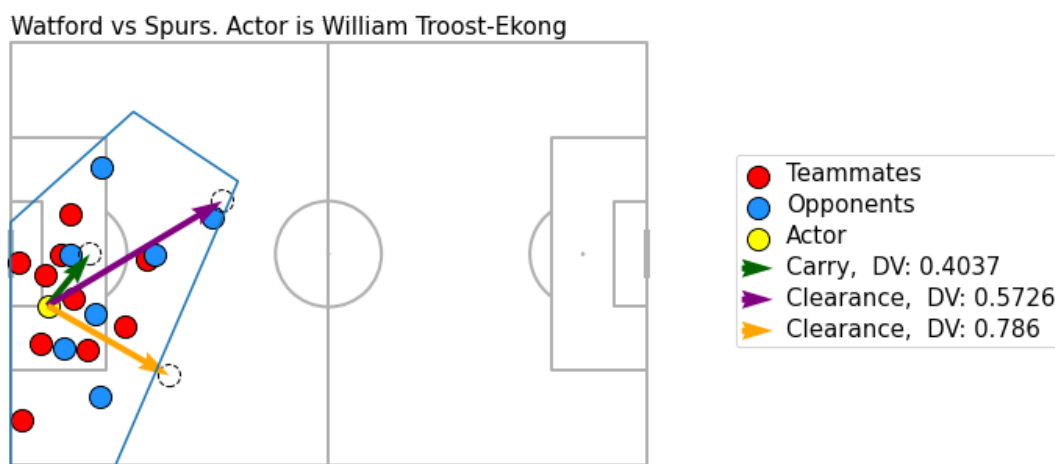 Watford vs Spurs. Actor is William Troost-Ekong
Teammates
Opponents
Actor
Carry,  DV: 0.4037
Clearance,  DV: 0.5726
Clearance,  DV: 0.786